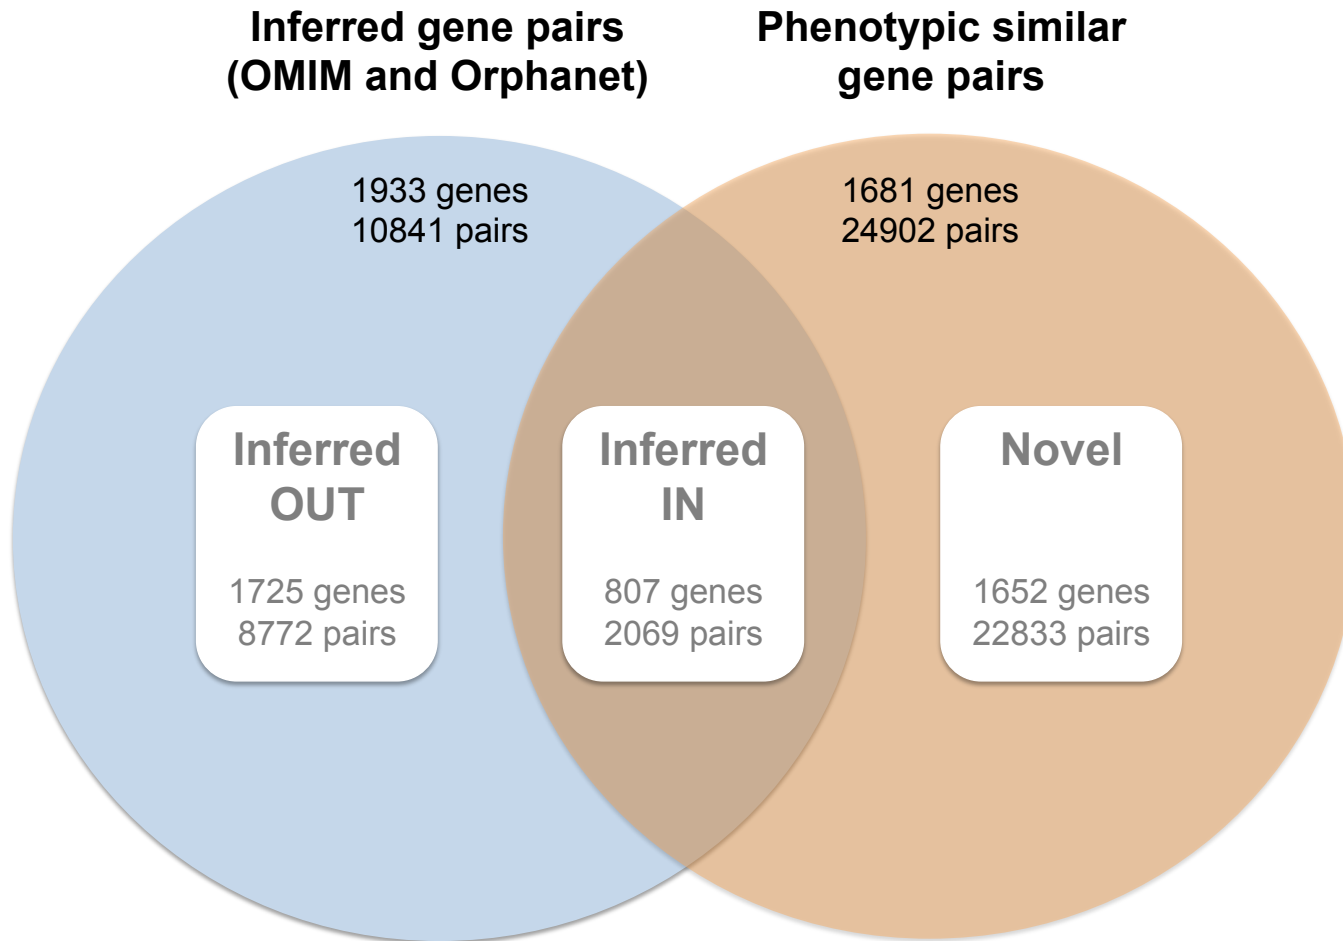 Inferred gene pairs
(OMIM and Orphanet)
Phenotypic similar
gene pairs
1933 genes
10841 pairs
1681 genes
24902 pairs
Inferred
OUT
1725 genes
8772 pairs
Inferred
IN
807 genes
2069 pairs
Novel
1652 genes
22833 pairs